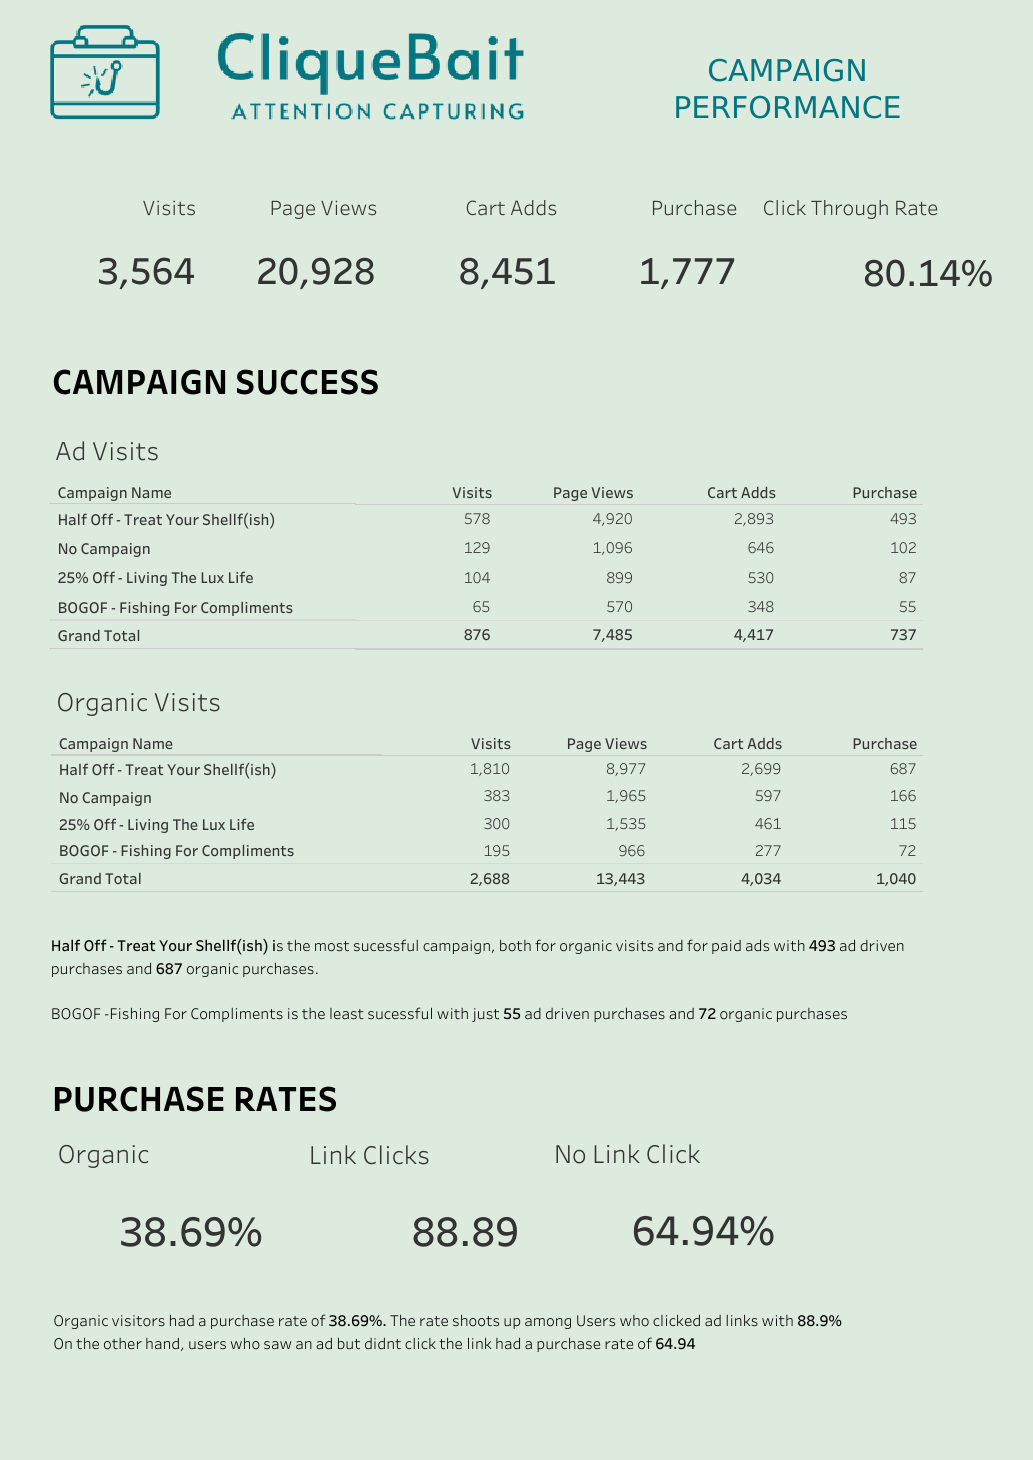 CliqueBait
ATTENTION CAPTURING
CAMPAIGN
PERFORMANCE
Visits Page Views Cart Adds Purchase Click Through Rate
3,564 20,928 8,451 1,777 80.14%
CAMPAIGN SUCCESS
Ad Visits
Campaign Name Visits Page Views Cart Adds Purchase
Half Off - Treat Your Shellf(ish) 578 4,920 2,893 493
No Campaign 129 1,096 646 102
25% Off - Living The Lux Life 104 899 530 87
BOGOF - Fishing For Compliments 65 570 348 55
Grand Total 876 7,485 4,417 737
Organic Visits
Campaign Name Visits Page Views Cart Adds Purchase
Half Off - Treat Your Shellf(ish) 1,810 8,977 2,699 687
No Campaign 383 1,965 597 166
25% Off - Living The Lux Life 300 1,535 461 115
BOGOF - Fishing For Compliments 195 966 277 72
Grand Total 2,688 13,443 4,034 1,040
Half Off - Treat Your Shellf(ish) is the most sucessful campaign, both for organic visits and for paid ads with 493 ad driven
purchases and 687 organic purchases.
BOGOF -Fishing For Compliments is the least sucessful with just 55 ad driven purchases and 72 organic purchases
PURCHASE RATES
Organic Link Clicks No Link Click
38.69% 88.89 64.94%
Organic visitors had a purchase rate of 38.69%. The rate shoots up among Users who clicked ad links with 88.9%
On the other hand, users who saw an ad but didnt click the link had a purchase rate of 64.94